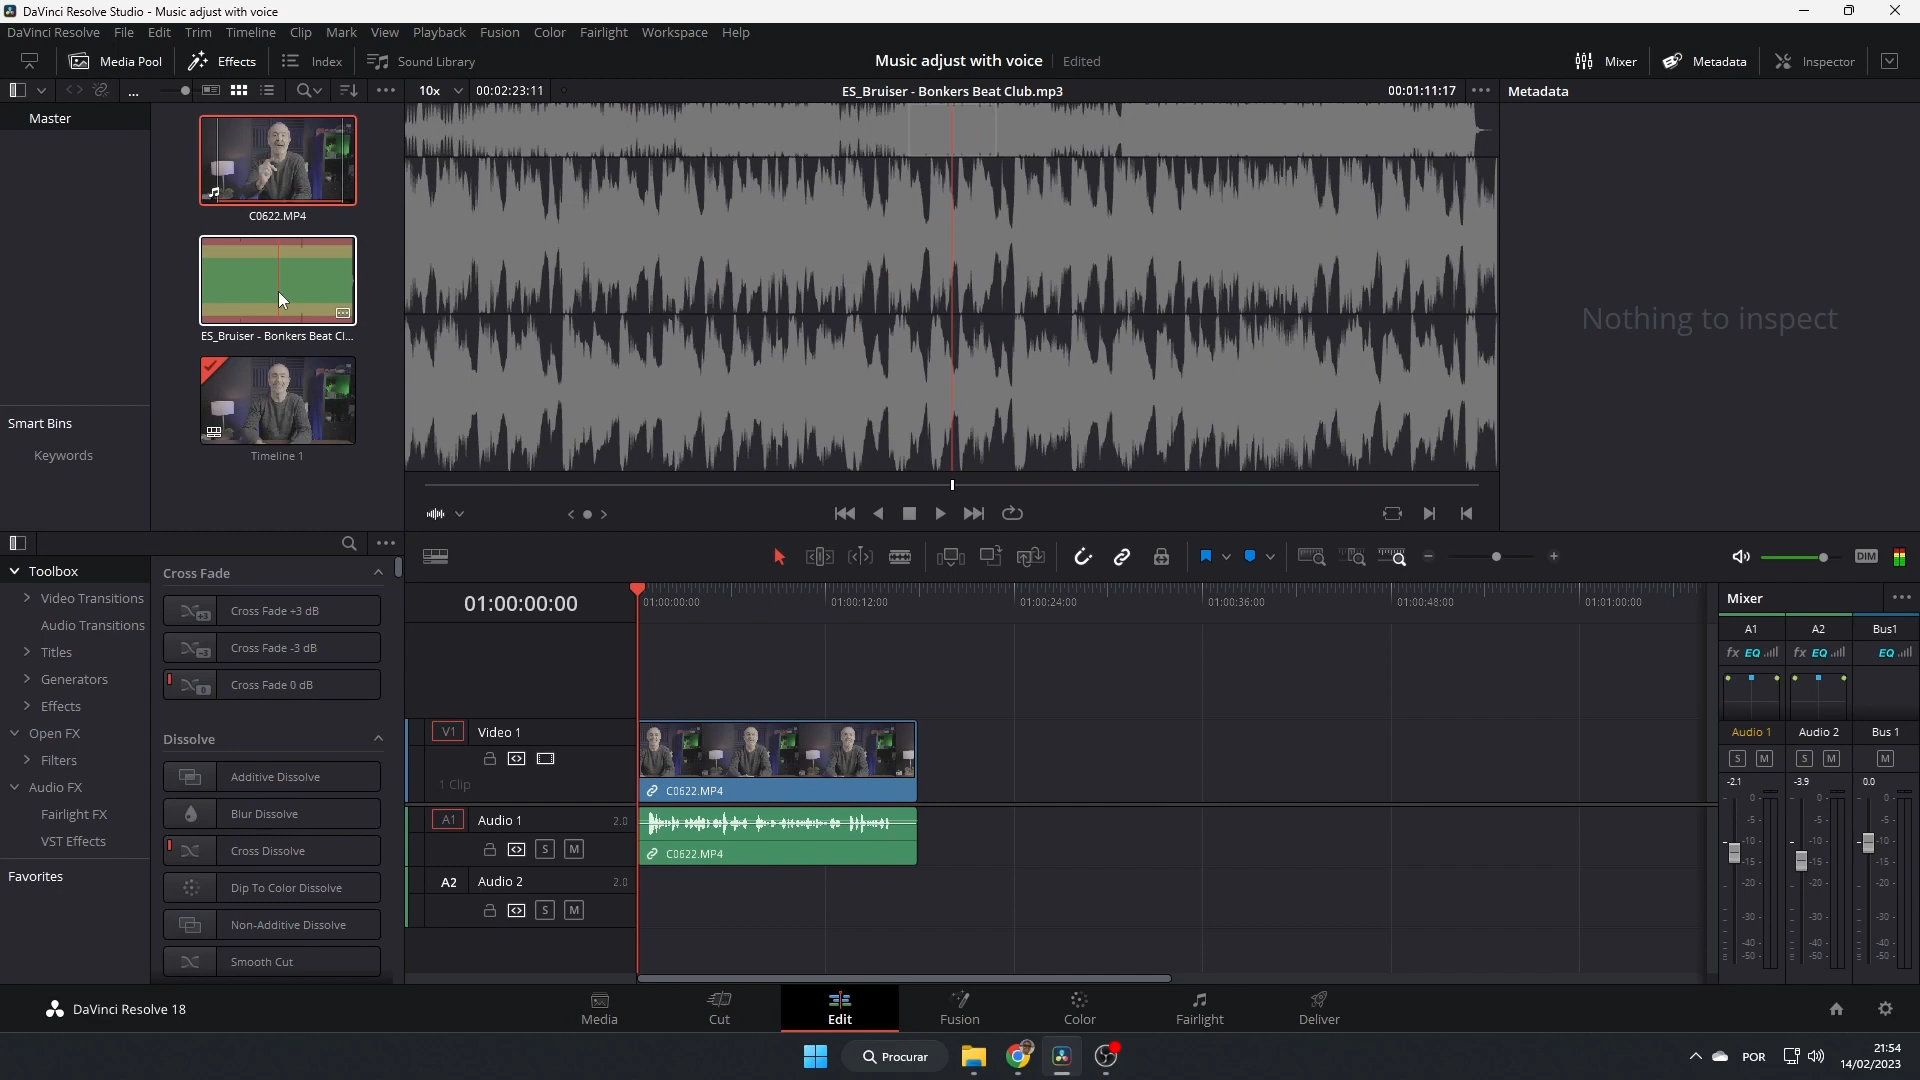 DaVinci Resolve Studio - Music adjust with voice
DaVinci Resolve File Edit Trim Timeline Clip Mark View Playback Fusion Color Fairlight Workspace Help
Media Pool Effects Index Sound Library Music adjust with voice Edited Mixer Metadata Inspector
... 10x 00:02:23:11 ES_Bruiser - Bonkers Beat Club.mp3 00:01:11:17 Metadata
Master
C0622.MP4
ES_Bruiser - Bonkers Beat Cl...
Nothing to inspect
Smart Bins
Keywords
Timeline 1
DIM
Toolbox
Video Transitions
Audio Transitions
Titles
Generators
Effects
Open FX
Filters
Audio FX
Fairlight FX
VST Effects
Favorites
Cross Fade
Cross Fade +3 dB
+3
Cross Fade -3 dB
-3
Cross Fade 0 dB
0
Dissolve
Additive Dissolve
Blur Dissolve
Cross Dissolve
Dip To Color Dissolve
Non-Additive Dissolve
Smooth Cut
01:00:00:00
01:00:00:00 01:00:12:00 01:00:24:00 01:00:36:00 01:00:48:00 01:01:00:00
V1 Video 1
1 Clip
C0622.MP4
A1 Audio 1 2.0
S M
C0622.MP4
A2 Audio 2 2.0
S M
Mixer
A1 A2 Bus1
fx EQ fx EQ EQ
Audio 1 Audio 2 Bus 1
S M S M M
-2.1 -3.9 0.0
0- 0- 0-
-5- -5- -5-
-10- -10- -10-
-15- -15- -15-
-20- -20- -20-
-30- -30- -30-
-40- -40- -40-
-50- -50- -50-
DaVinci Resolve 18
Media Cut Edit Fusion Color Fairlight Deliver
Procurar
POR
21:54
14/02/2023